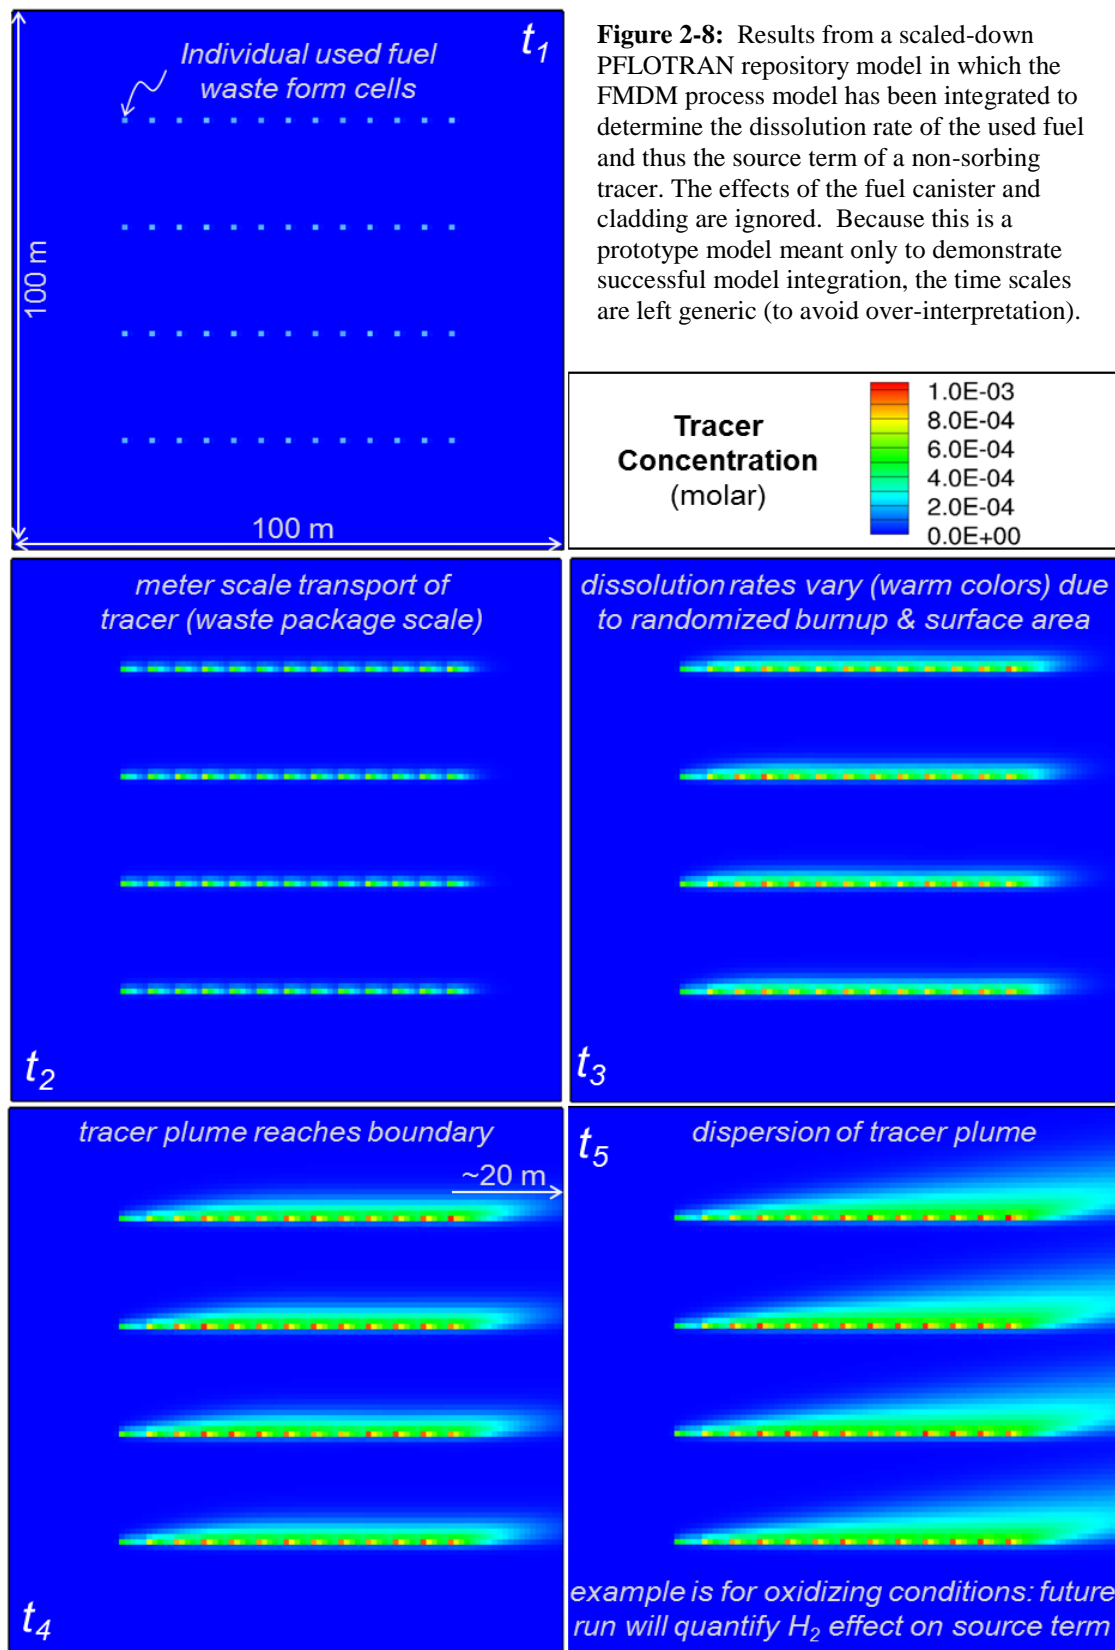 Individual used fuel
waste form cells
t1
100 m
100 m
Figure 2-8: Results from a scaled-down
PFLOTRAN repository model in which the
FMDM process model has been integrated to
determine the dissolution rate of the used fuel
and thus the source term of a non-sorbing
tracer. The effects of the fuel canister and
cladding are ignored. Because this is a
prototype model meant only to demonstrate
successful model integration, the time scales
are left generic (to avoid over-interpretation).
Tracer
Concentration
(molar)
1.0E-03
8.0E-04
6.0E-04
4.0E-04
2.0E-04
0.0E+00
meter scale transport of
tracer (waste package scale)
t2
dissolution rates vary (warm colors) due
to randomized burnup & surface area
t3
tracer plume reaches boundary
~20 m
t4
t5
dispersion of tracer plume
example is for oxidizing conditions: future
run will quantify H2 effect on source term